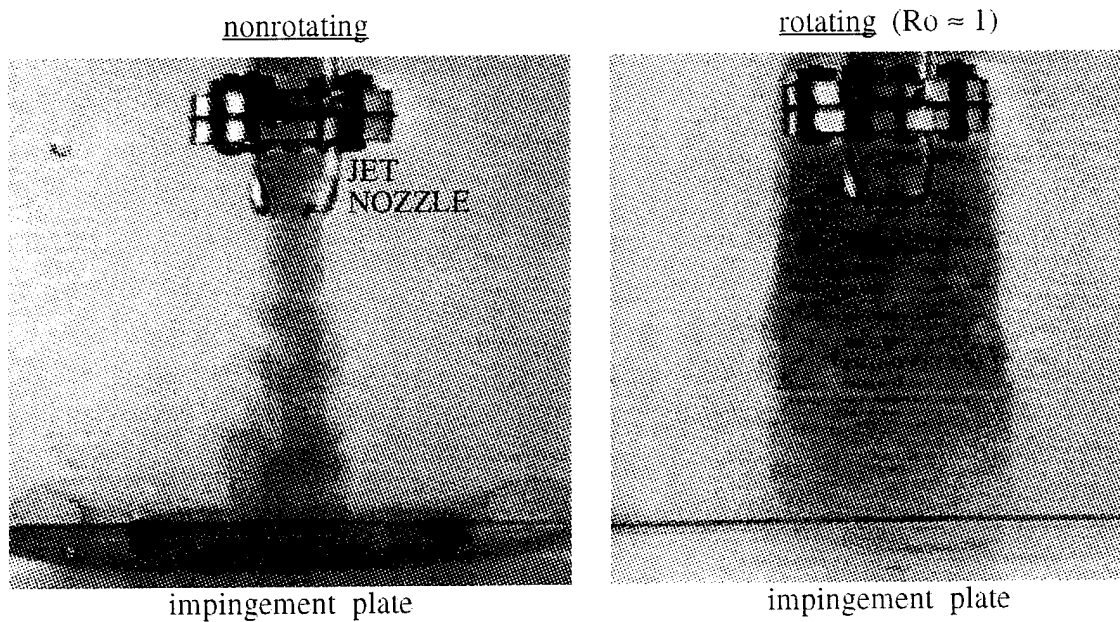 nonrotating
rotating (Ro ≈ 1)
JET
NOZZLE
impingement plate
impingement plate